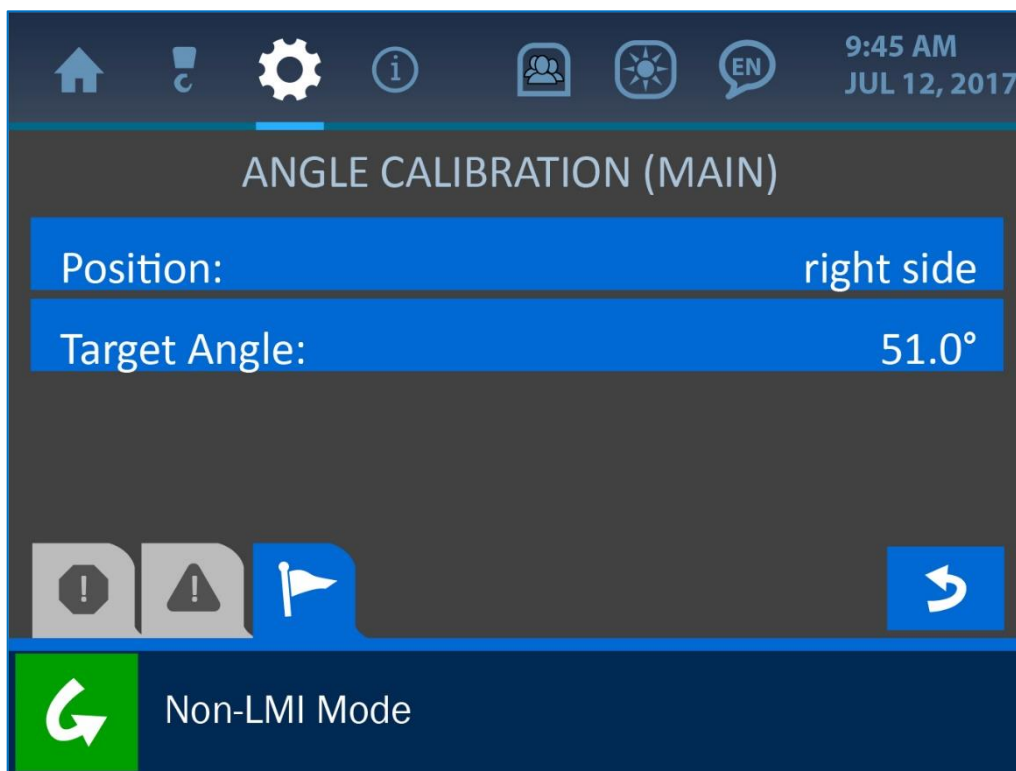 EN
9:45 AM
JUL 12, 2017
ANGLE CALIBRATION (MAIN)
Position: right side
Target Angle: 51.0°
Non-LMI Mode